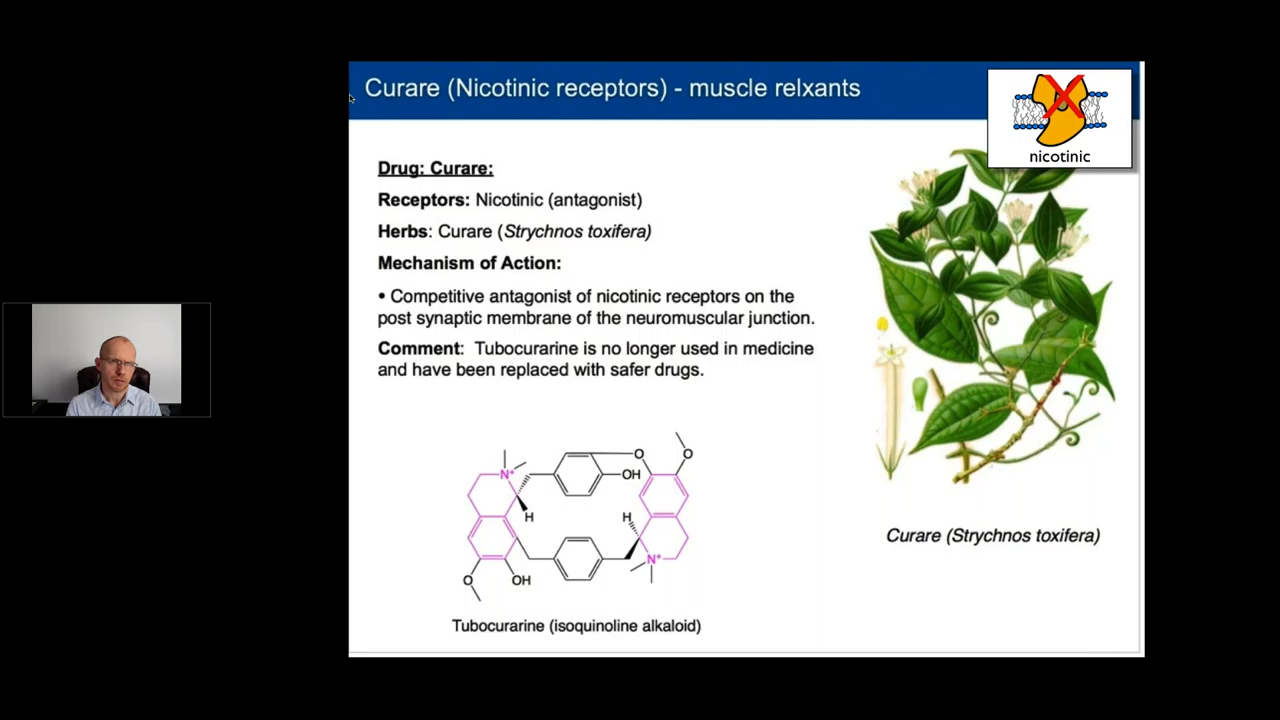 Curare (Nicotinic receptors) - muscle relxants
nicotinic
Drug: Curare:
Receptors: Nicotinic (antagonist)
Herbs: Curare (Strychnos toxifera)
Mechanism of Action:
• Competitive antagonist of nicotinic receptors on the
post synaptic membrane of the neuromuscular junction.
Comment: Tubocurarine is no longer used in medicine
and have been replaced with safer drugs.
O O
N+ OH
H H
N+
O OH
Curare (Strychnos toxifera)
Tubocurarine (isoquinoline alkaloid)